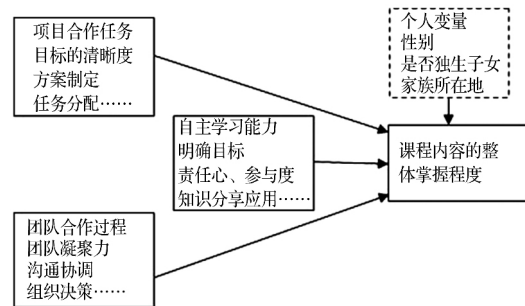 项目合作任务
目标的清晰度
方案制定
任务分配……
个人变量
性别
是否独生子女
家族所在地
自主学习能力
明确目标
责任心、参与度
知识分享应用……
课程内容的整
体掌握程度
团队合作过程
团队凝聚力
沟通协调
组织决策……